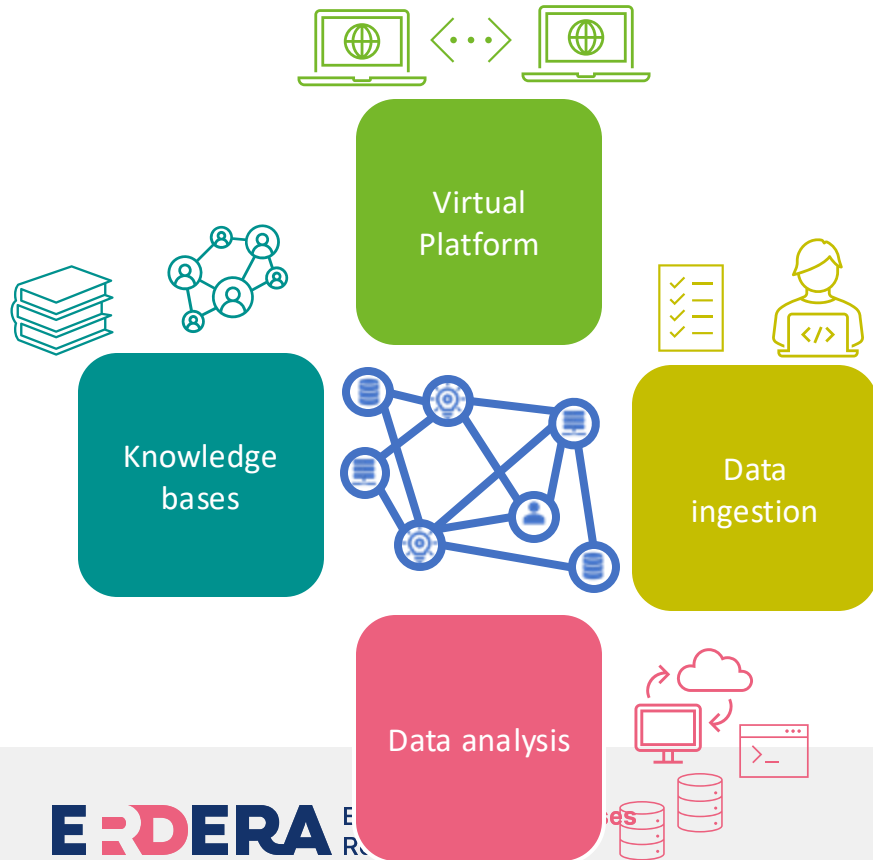 Virtual
Platform
Knowledge
bases
Data
ingestion
</>
Data analysis
>_
ERDERA